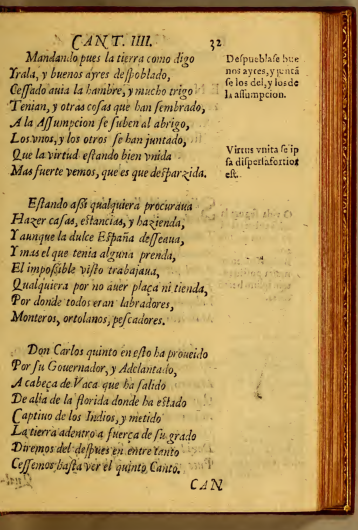 CANT. IIII. 32
Mandando pues la tierra como digo
Yrala, y buenos ayres despoblado,
Cessado auia la hambre, y mucho trigo
Tenian, y otras cosas que han sembrado,
A la Assumpcion se suben al abrigo,
Los vnos, y los otros se han juntado,
Que la virtud estando bien vnida
Mas fuerte vemos, que es que desparzida.
Despueblase bue
nos ayres, y juntã
se los del, y los de
la assumpcion.
Virtus vnita se ip
sa dispersa fortior
est.
Estando assi qualquiera procuraua
Hazer casas, estancias, y hazienda,
Y aunque la dulce España desseaua,
Y mas el que tenia alguna prenda,
El impossible visto trabajaua,
Qualquiera por no auer plaça ni tienda,
Por donde todos eran labradores,
Monteros, ortolanos, pescadores.
Don Carlos quinto en esto ha proueido
Por su Gouernador, y Adelantado,
A cabeça de Vaca que ha salido
De alla de la florida donde ha estado
Captiuo de los Indios, y metido
La tierra adentro a fuerça de su grado
Diremos del despues en entre tanto
Cessemos hasta ver el quinto Canto.
CAN